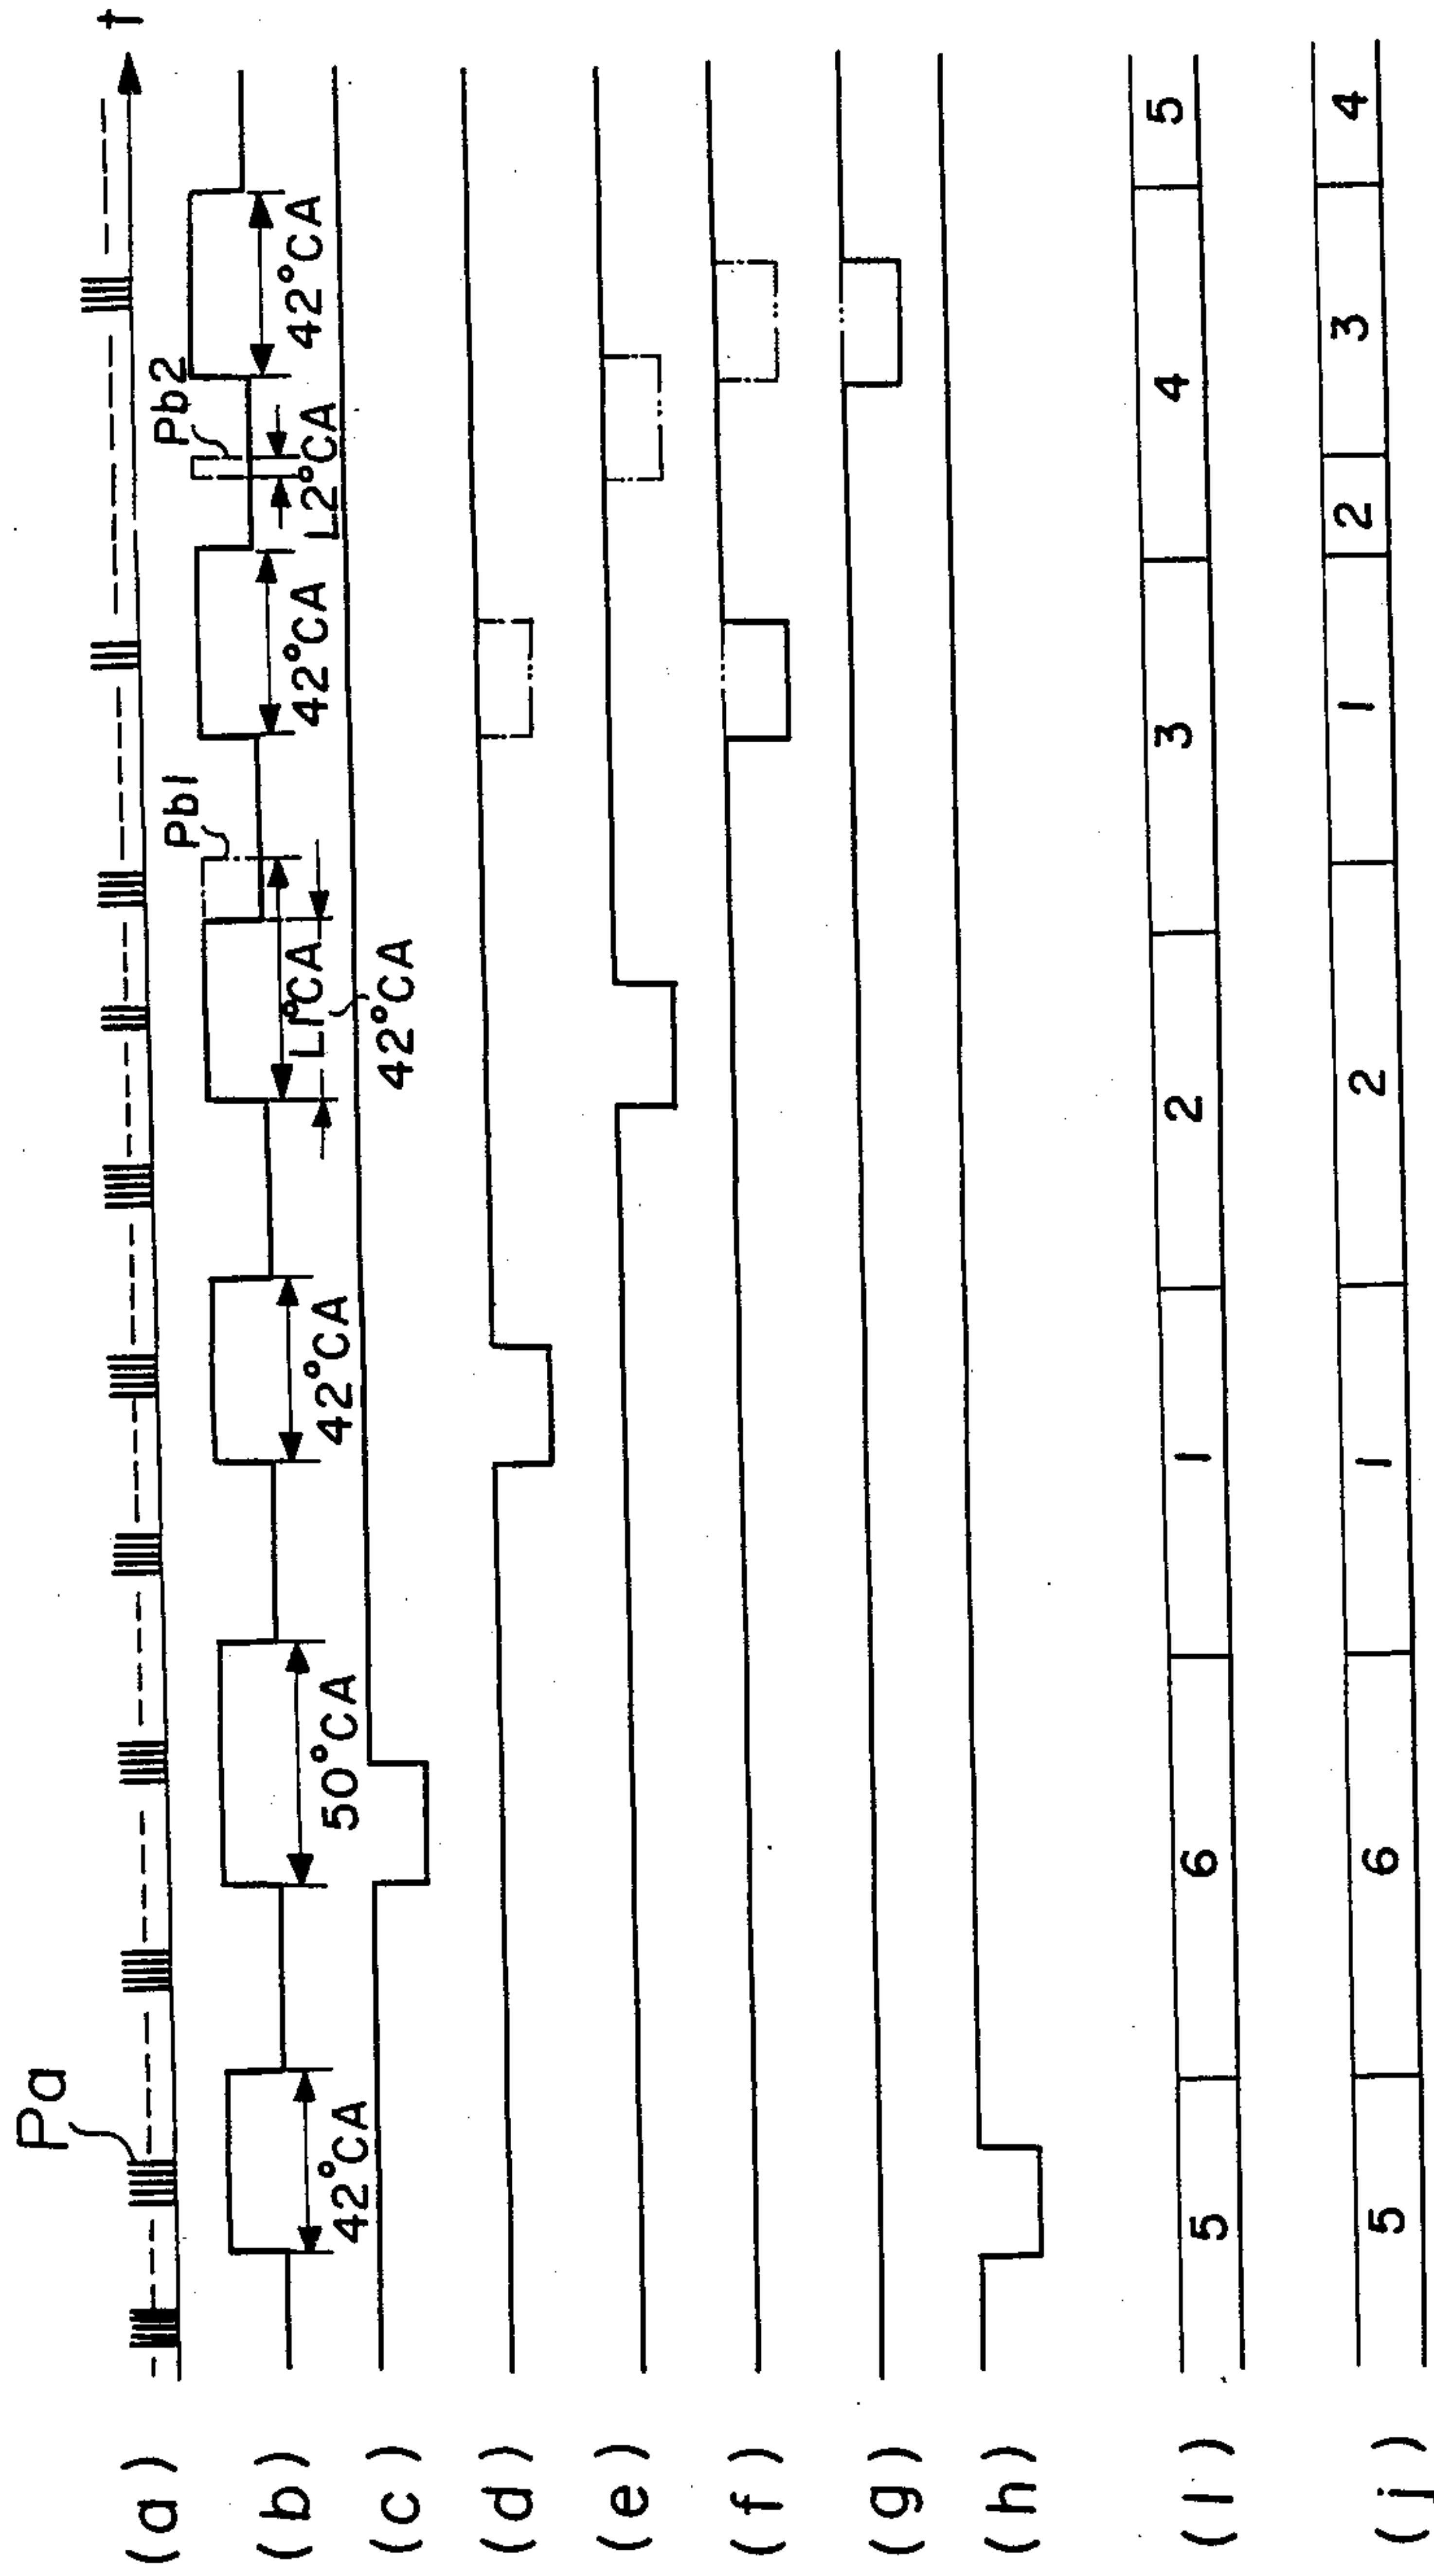 (a) Pa t
(b) 42°CA 50°CA 42°CA L1°CA 42°CA Pb1 42°CA L2°CA Pb2 42°CA
(c)
(d)
(e)
(f)
(g)
(h)
(i) 5 6 1 2 3 4 5
(j) 5 6 1 2 1 2 3 4